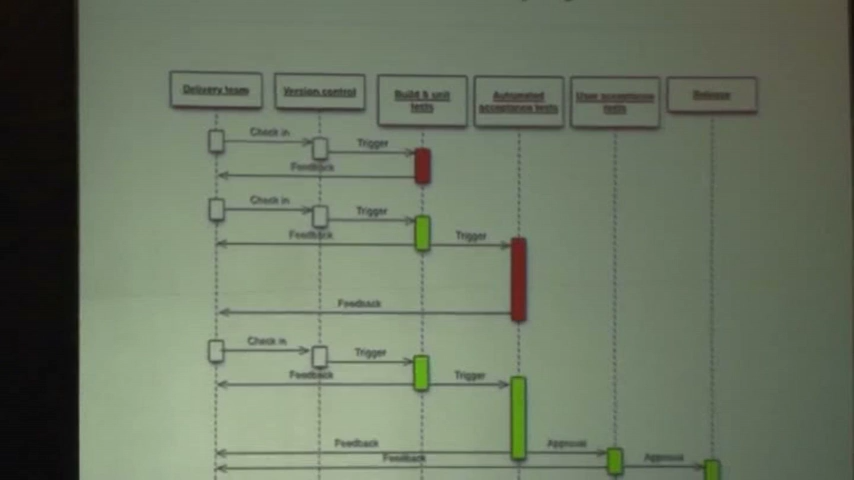 Delivery team
Version control
Build & unit
tests
Automated
acceptance tests
User acceptance
tests
Release
Check in
Trigger
Feedback
Check in
Trigger
Feedback
Trigger
Feedback
Check in
Trigger
Feedback
Trigger
Feedback
Approval
Feedback
Approval